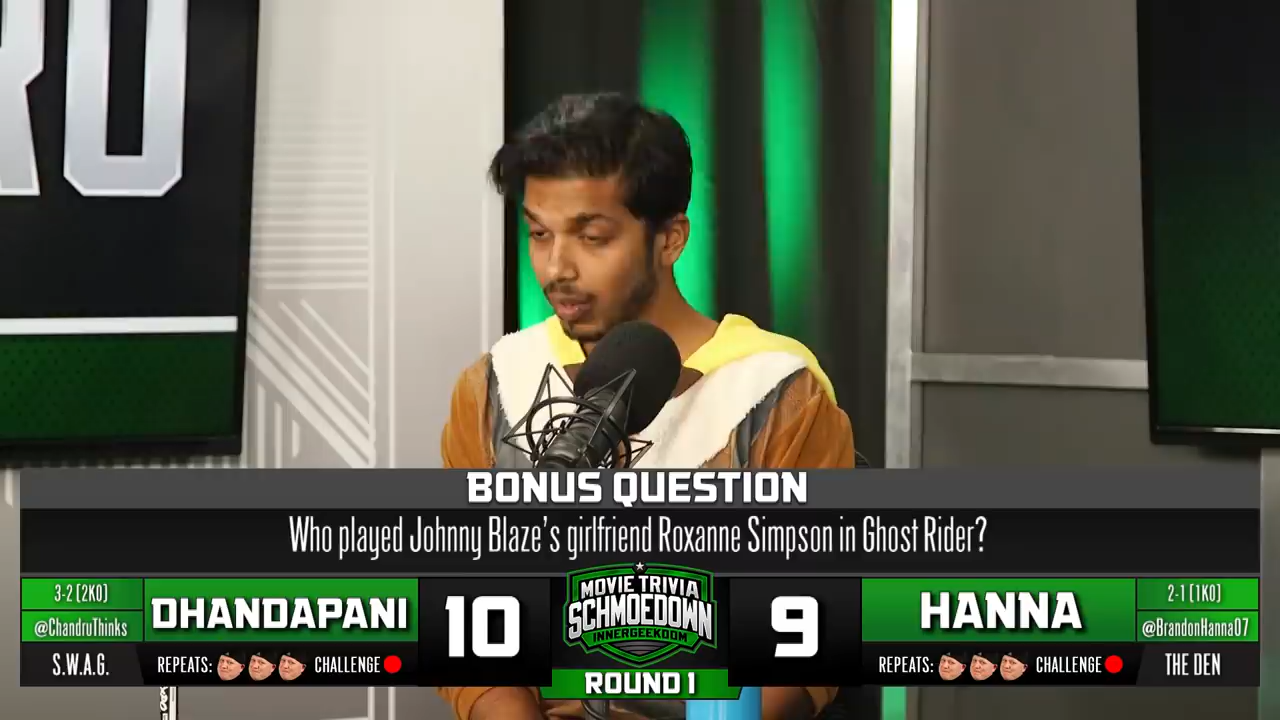 RO
BONUS QUESTION
Who played Johnny Blaze's girlfriend Roxanne Simpson in Ghost Rider?
3-2 (2KO)
@ChandruThinks
S.W.A.G.
DHANDAPANI
REPEATS:
CHALLENGE
10
MOVIE TRIVIA
SCHMOEDOWN
INNERGEEKDOM
ROUND 1
9
HANNA
REPEATS:
CHALLENGE
2-1 (1KO)
@BrandonHanna07
THE DEN